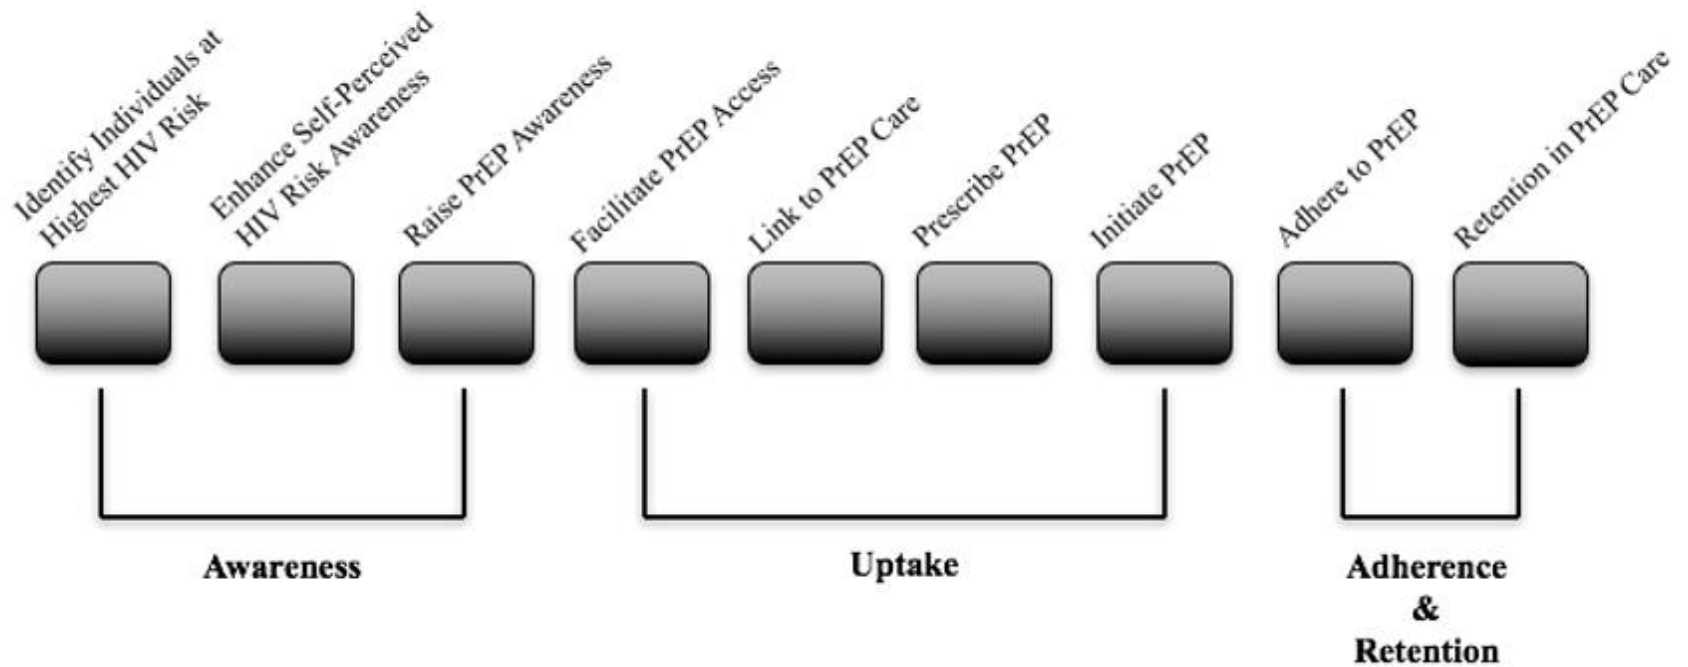 Identify Individuals at
Highest HIV Risk
Enhance Self-Perceived
HIV Risk Awareness
Raise PrEP Awareness
Facilitate PrEP Access
Link to PrEP Care
Prescribe PrEP
Initiate PrEP
Adhere to PrEP
Retention in PrEP Care
Awareness
Uptake
Adherence
&
Retention